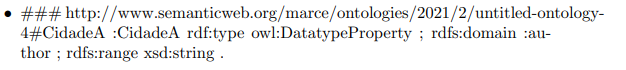 • ### http://www.semanticweb.org/marce/ontologies/2021/2/untitled-ontology-
4#CidadeA :CidadeA rdf:type owl:DatatypeProperty ; rdfs:domain :au-
thor ; rdfs:range xsd:string .